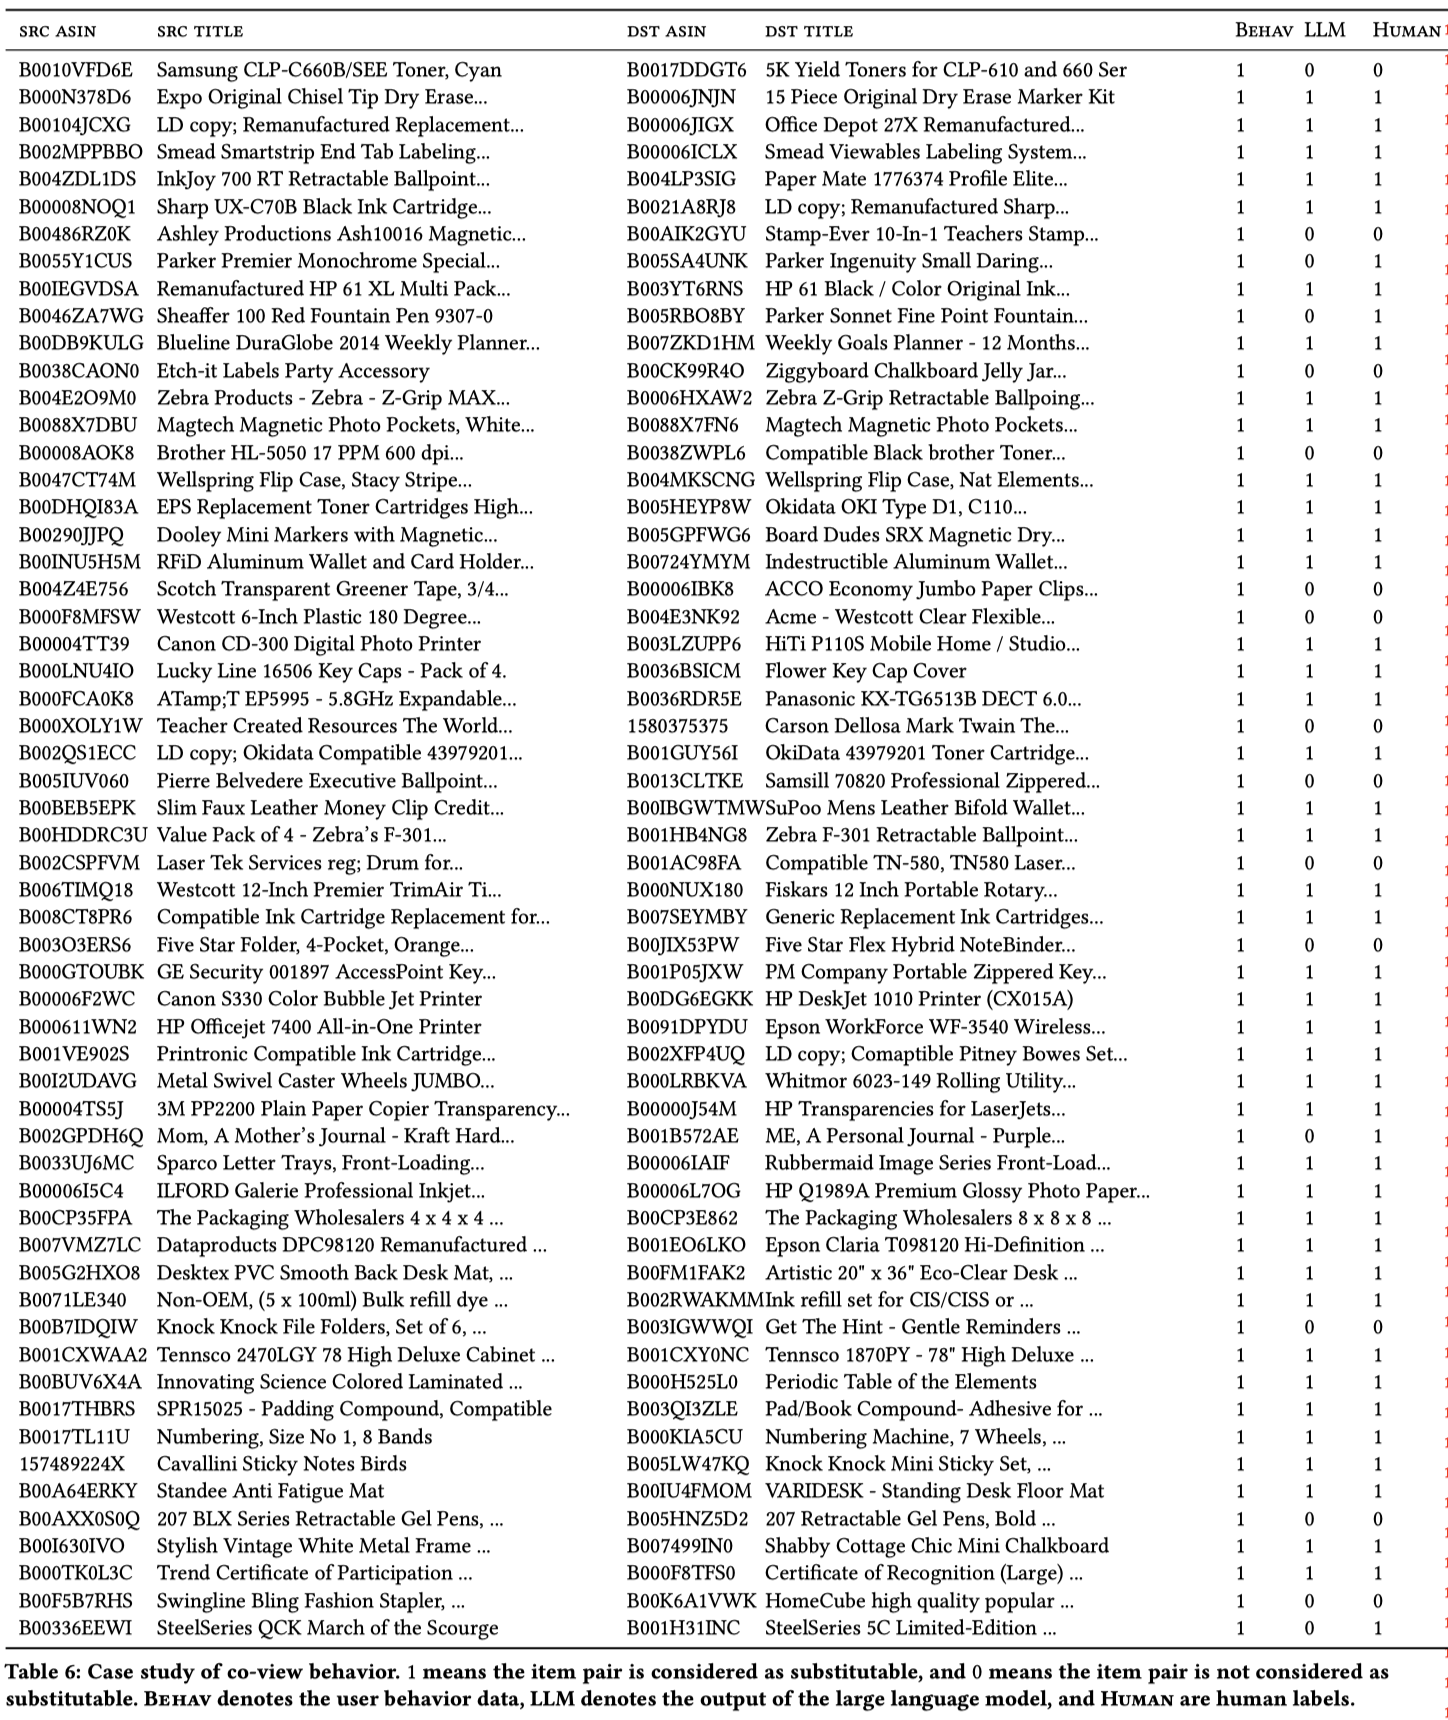 SRC ASIN SRC TITLE DST ASIN DST TITLE BEHAV LLM HUMAN
B0010VFD6E Samsung CLP-C660B/SEE Toner, Cyan B0017DDGT6 5K Yield Toners for CLP-610 and 660 Ser 1 0 0
B000N378D6 Expo Original Chisel Tip Dry Erase... B00006JNJN 15 Piece Original Dry Erase Marker Kit 1 1 1
B00104JCXG LD copy; Remanufactured Replacement... B00006JIGX Office Depot 27X Remanufactured... 1 1 1
B002MPPBBO Smead Smartstrip End Tab Labeling... B00006ICLX Smead Viewables Labeling System... 1 1 1
B004ZDL1DS InkJoy 700 RT Retractable Ballpoint... B004LP3SIG Paper Mate 1776374 Profile Elite... 1 1 1
B00008NOQ1 Sharp UX-C70B Black Ink Cartridge... B0021A8RJ8 LD copy; Remanufactured Sharp... 1 1 1
B00486RZ0K Ashley Productions Ash10016 Magnetic... B00AIK2GYU Stamp-Ever 10-In-1 Teachers Stamp... 1 0 0
B0055Y1CUS Parker Premier Monochrome Special... B005SA4UNK Parker Ingenuity Small Daring... 1 0 1
B00IEGVDSA Remanufactured HP 61 XL Multi Pack... B003YT6RNS HP 61 Black / Color Original Ink... 1 1 1
B0046ZA7WG Sheaffer 100 Red Fountain Pen 9307-0 B005RBO8BY Parker Sonnet Fine Point Fountain... 1 0 1
B00DB9KULG Blueline DuraGlobe 2014 Weekly Planner... B007ZKD1HM Weekly Goals Planner - 12 Months... 1 1 1
B0038CAON0 Etch-it Labels Party Accessory B00CK99R4O Ziggyboard Chalkboard Jelly Jar... 1 0 0
B004E2O9M0 Zebra Products - Zebra - Z-Grip MAX... B0006HXAW2 Zebra Z-Grip Retractable Ballpoing... 1 1 1
B0088X7DBU Magtech Magnetic Photo Pockets, White... B0088X7FN6 Magtech Magnetic Photo Pockets... 1 1 1
B00008AOK8 Brother HL-5050 17 PPM 600 dpi... B0038ZWPL6 Compatible Black brother Toner... 1 0 0
B0047CT74M Wellspring Flip Case, Stacy Stripe... B004MKSCNG Wellspring Flip Case, Nat Elements... 1 1 1
B00DHQI83A EPS Replacement Toner Cartridges High... B005HEYP8W Okidata OKI Type D1, C110... 1 1 1
B00290JJPQ Dooley Mini Markers with Magnetic... B005GPFWG6 Board Dudes SRX Magnetic Dry... 1 1 1
B00INU5H5M RFiD Aluminum Wallet and Card Holder... B00724YMYM Indestructible Aluminum Wallet... 1 1 1
B004Z4E756 Scotch Transparent Greener Tape, 3/4... B00006IBK8 ACCO Economy Jumbo Paper Clips... 1 0 0
B000F8MFSW Westcott 6-Inch Plastic 180 Degree... B004E3NK92 Acme - Westcott Clear Flexible... 1 0 0
B00004TT39 Canon CD-300 Digital Photo Printer B003LZUPP6 HiTi P110S Mobile Home / Studio... 1 1 1
B000LNU4IO Lucky Line 16506 Key Caps - Pack of 4. B0036BSICM Flower Key Cap Cover 1 1 1
B000FCA0K8 ATamp;T EP5995 - 5.8GHz Expandable... B0036RDR5E Panasonic KX-TG6513B DECT 6.0... 1 1 1
B000XOLY1W Teacher Created Resources The World... 1580375375 Carson Dellosa Mark Twain The... 1 0 0
B002QS1ECC LD copy; Okidata Compatible 43979201... B001GUY56I OkiData 43979201 Toner Cartridge... 1 1 1
B005IUV060 Pierre Belvedere Executive Ballpoint... B0013CLTKE Samsill 70820 Professional Zippered... 1 0 0
B00BEB5EPK Slim Faux Leather Money Clip Credit... B00IBGWTMWSuPoo Mens Leather Bifold Wallet... 1 1 1
B00HDDRC3U Value Pack of 4 - Zebra's F-301... B001HB4NG8 Zebra F-301 Retractable Ballpoint... 1 1 1
B002CSPFVM Laser Tek Services reg; Drum for... B001AC98FA Compatible TN-580, TN580 Laser... 1 0 0
B006TIMQ18 Westcott 12-Inch Premier TrimAir Ti... B000NUX180 Fiskars 12 Inch Portable Rotary... 1 1 1
B008CT8PR6 Compatible Ink Cartridge Replacement for... B007SEYMBY Generic Replacement Ink Cartridges... 1 1 1
B003O3ERS6 Five Star Folder, 4-Pocket, Orange... B00JIX53PW Five Star Flex Hybrid NoteBinder... 1 0 0
B000GTOUBK GE Security 001897 AccessPoint Key... B001P05JXW PM Company Portable Zippered Key... 1 1 1
B00006F2WC Canon S330 Color Bubble Jet Printer B00DG6EGKK HP DeskJet 1010 Printer (CX015A) 1 1 1
B000611WN2 HP Officejet 7400 All-in-One Printer B0091DPYDU Epson WorkForce WF-3540 Wireless... 1 1 1
B001VE902S Printronic Compatible Ink Cartridge... B002XFP4UQ LD copy; Comaptible Pitney Bowes Set... 1 1 1
B00I2UDAVG Metal Swivel Caster Wheels JUMBO... B000LRBKVA Whitmor 6023-149 Rolling Utility... 1 1 1
B00004TS5J 3M PP2200 Plain Paper Copier Transparency... B00000J54M HP Transparencies for LaserJets... 1 1 1
B002GPDH6Q Mom, A Mother's Journal - Kraft Hard... B001B572AE ME, A Personal Journal - Purple... 1 0 1
B0033UJ6MC Sparco Letter Trays, Front-Loading... B00006IAIF Rubbermaid Image Series Front-Load... 1 1 1
B00006I5C4 ILFORD Galerie Professional Inkjet... B00006L7OG HP Q1989A Premium Glossy Photo Paper... 1 1 1
B00CP35FPA The Packaging Wholesalers 4 x 4 x 4 ... B00CP3E862 The Packaging Wholesalers 8 x 8 x 8 ... 1 1 1
B007VMZ7LC Dataproducts DPC98120 Remanufactured ... B001EO6LKO Epson Claria T098120 Hi-Definition ... 1 1 1
B005G2HXO8 Desktex PVC Smooth Back Desk Mat, ... B00FM1FAK2 Artistic 20" x 36" Eco-Clear Desk ... 1 1 1
B0071LE340 Non-OEM, (5 x 100ml) Bulk refill dye ... B002RWAKMMInk refill set for CIS/CISS or ... 1 1 1
B00B7IDQIW Knock Knock File Folders, Set of 6, ... B003IGWWQI Get The Hint - Gentle Reminders ... 1 0 0
B001CXWAA2 Tennsco 2470LGY 78 High Deluxe Cabinet ... B001CXY0NC Tennsco 1870PY - 78" High Deluxe ... 1 1 1
B00BUV6X4A Innovating Science Colored Laminated ... B000H525L0 Periodic Table of the Elements 1 1 1
B0017THBRS SPR15025 - Padding Compound, Compatible B003QI3ZLE Pad/Book Compound- Adhesive for ... 1 1 1
B0017TL11U Numbering, Size No 1, 8 Bands B000KIA5CU Numbering Machine, 7 Wheels, ... 1 1 1
157489224X Cavallini Sticky Notes Birds B005LW47KQ Knock Knock Mini Sticky Set, ... 1 1 1
B00A64ERKY Standee Anti Fatigue Mat B00IU4FMOM VARIDESK - Standing Desk Floor Mat 1 1 1
B00AXX0S0Q 207 BLX Series Retractable Gel Pens, ... B005HNZ5D2 207 Retractable Gel Pens, Bold ... 1 0 0
B00I630IVO Stylish Vintage White Metal Frame ... B007499IN0 Shabby Cottage Chic Mini Chalkboard 1 1 1
B000TK0L3C Trend Certificate of Participation ... B000F8TFS0 Certificate of Recognition (Large) ... 1 1 1
B00F5B7RHS Swingline Bling Fashion Stapler, ... B00K6A1VWK HomeCube high quality popular ... 1 0 0
B00336EEWI SteelSeries QCK March of the Scourge B001H31INC SteelSeries 5C Limited-Edition ... 1 0 1
Table 6: Case study of co-view behavior. 1 means the item pair is considered as substitutable, and 0 means the item pair is not considered as
substitutable. BEHAV denotes the user behavior data, LLM denotes the output of the large language model, and HUMAN are human labels.